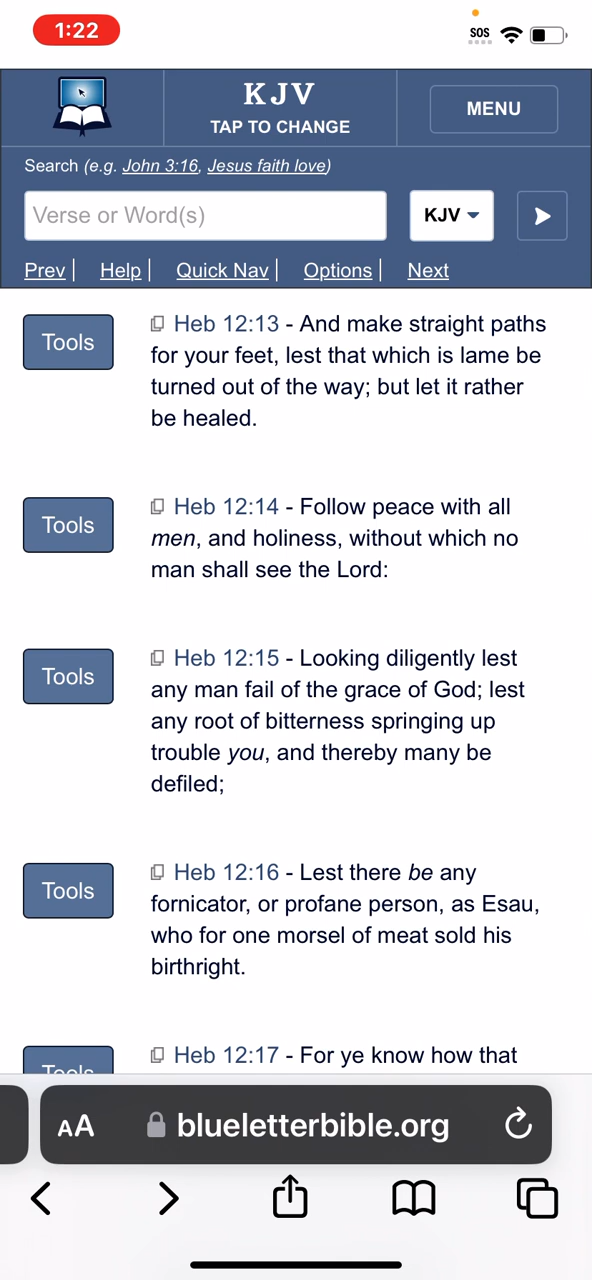 1:22
SOS
KJV
TAP TO CHANGE
MENU
Search (e.g. John 3:16, Jesus faith love)
Verse or Word(s)
KJV
Prev | Help | Quick Nav | Options | Next
Tools
Heb 12:13 - And make straight paths
for your feet, lest that which is lame be
turned out of the way; but let it rather
be healed.
Tools
Heb 12:14 - Follow peace with all
men, and holiness, without which no
man shall see the Lord:
Tools
Heb 12:15 - Looking diligently lest
any man fail of the grace of God; lest
any root of bitterness springing up
trouble you, and thereby many be
defiled;
Tools
Heb 12:16 - Lest there be any
fornicator, or profane person, as Esau,
who for one morsel of meat sold his
birthright.
Tools
Heb 12:17 - For ye know how that
AA
blueletterbible.org